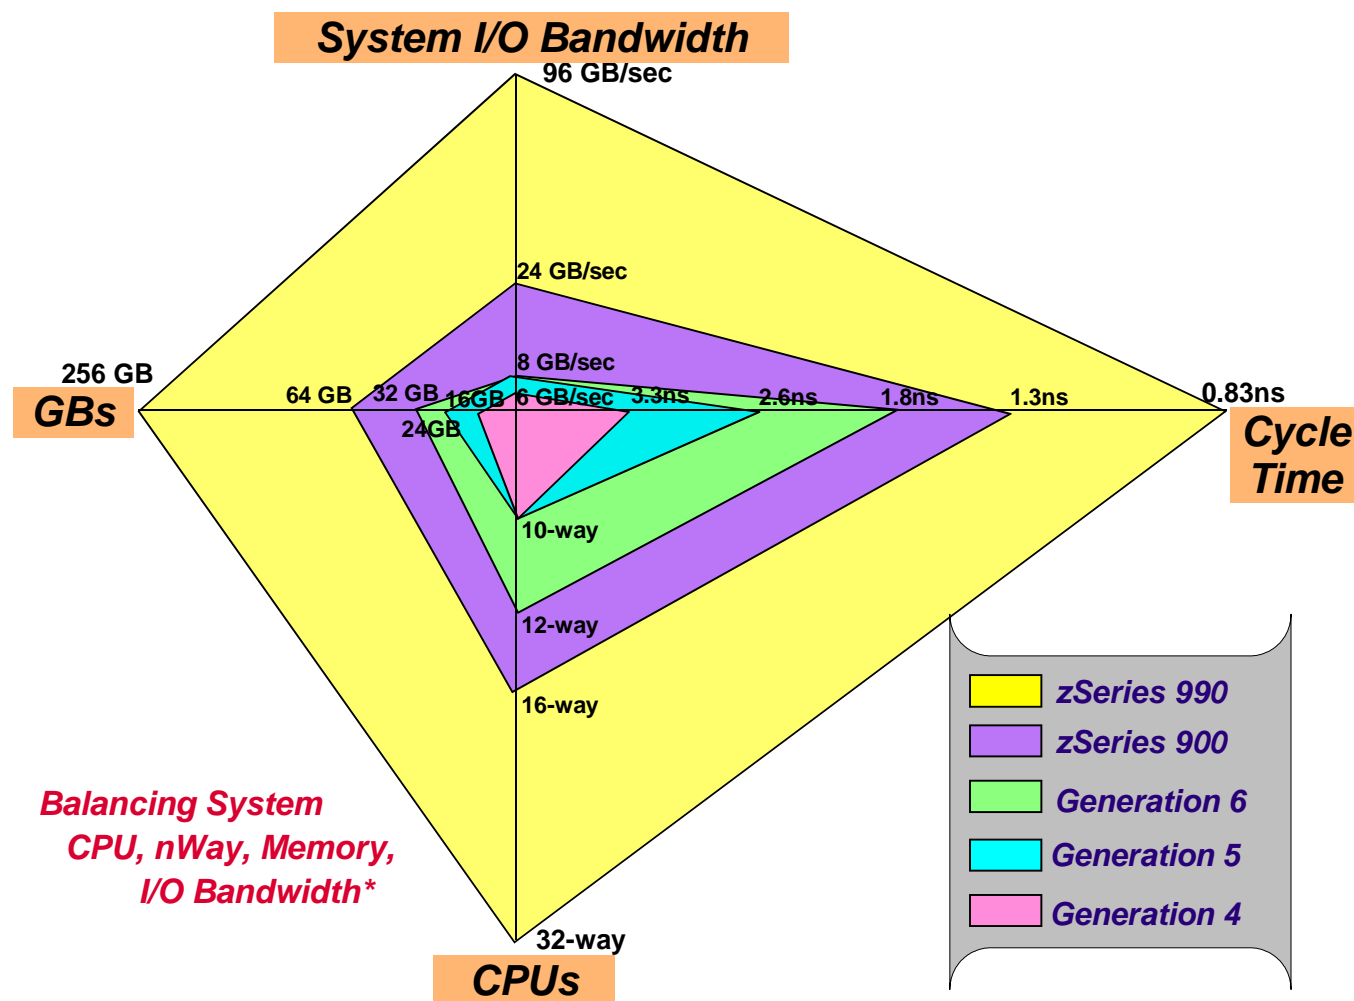 System I/O Bandwidth
96 GB/sec
24 GB/sec
8 GB/sec
6 GB/sec
256 GB
GBs
64 GB
32 GB
16GB
24GB
3.3ns
2.6ns
1.8ns
1.3ns
0.83ns
Cycle
Time
10-way
12-way
16-way
32-way
CPUs
Balancing System
CPU, nWay, Memory,
I/O Bandwidth*
zSeries 990
zSeries 900
Generation 6
Generation 5
Generation 4